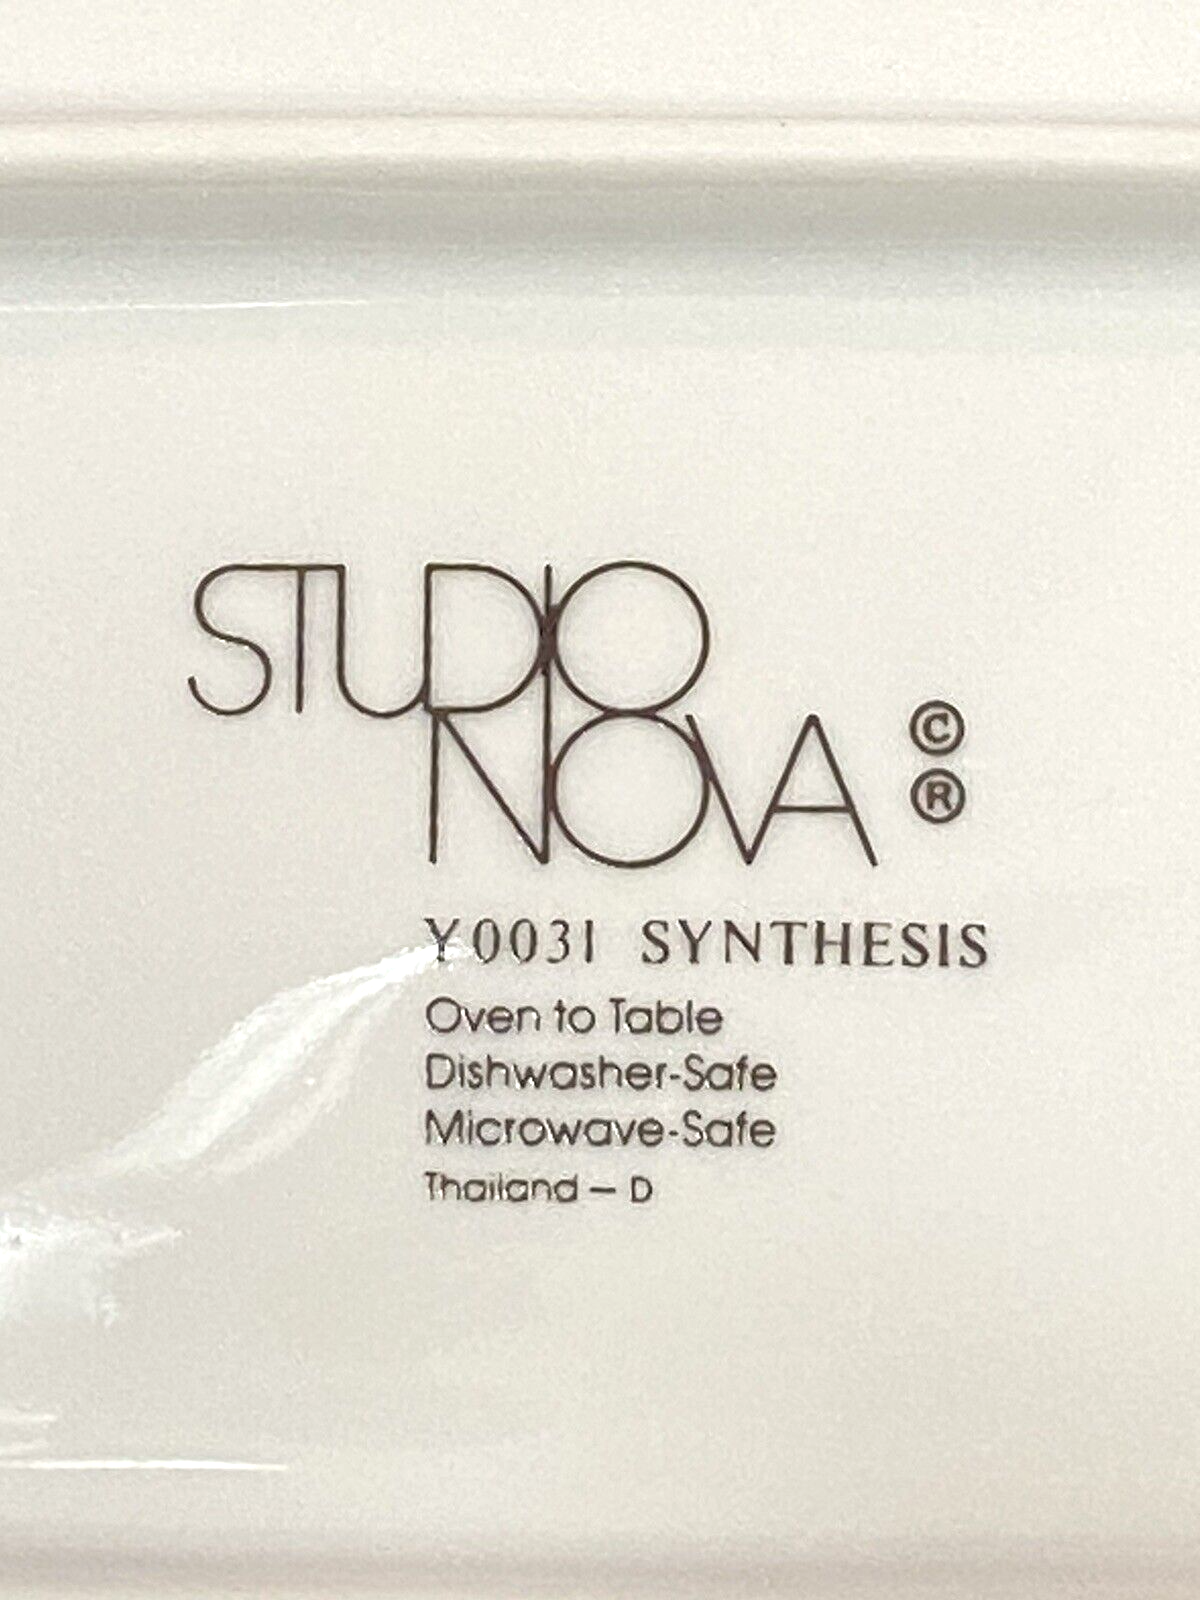 STUDIO
NOVA © ®
Y0031 SYNTHESIS
Oven to Table
Dishwasher-Safe
Microwave-Safe
Thailand – D